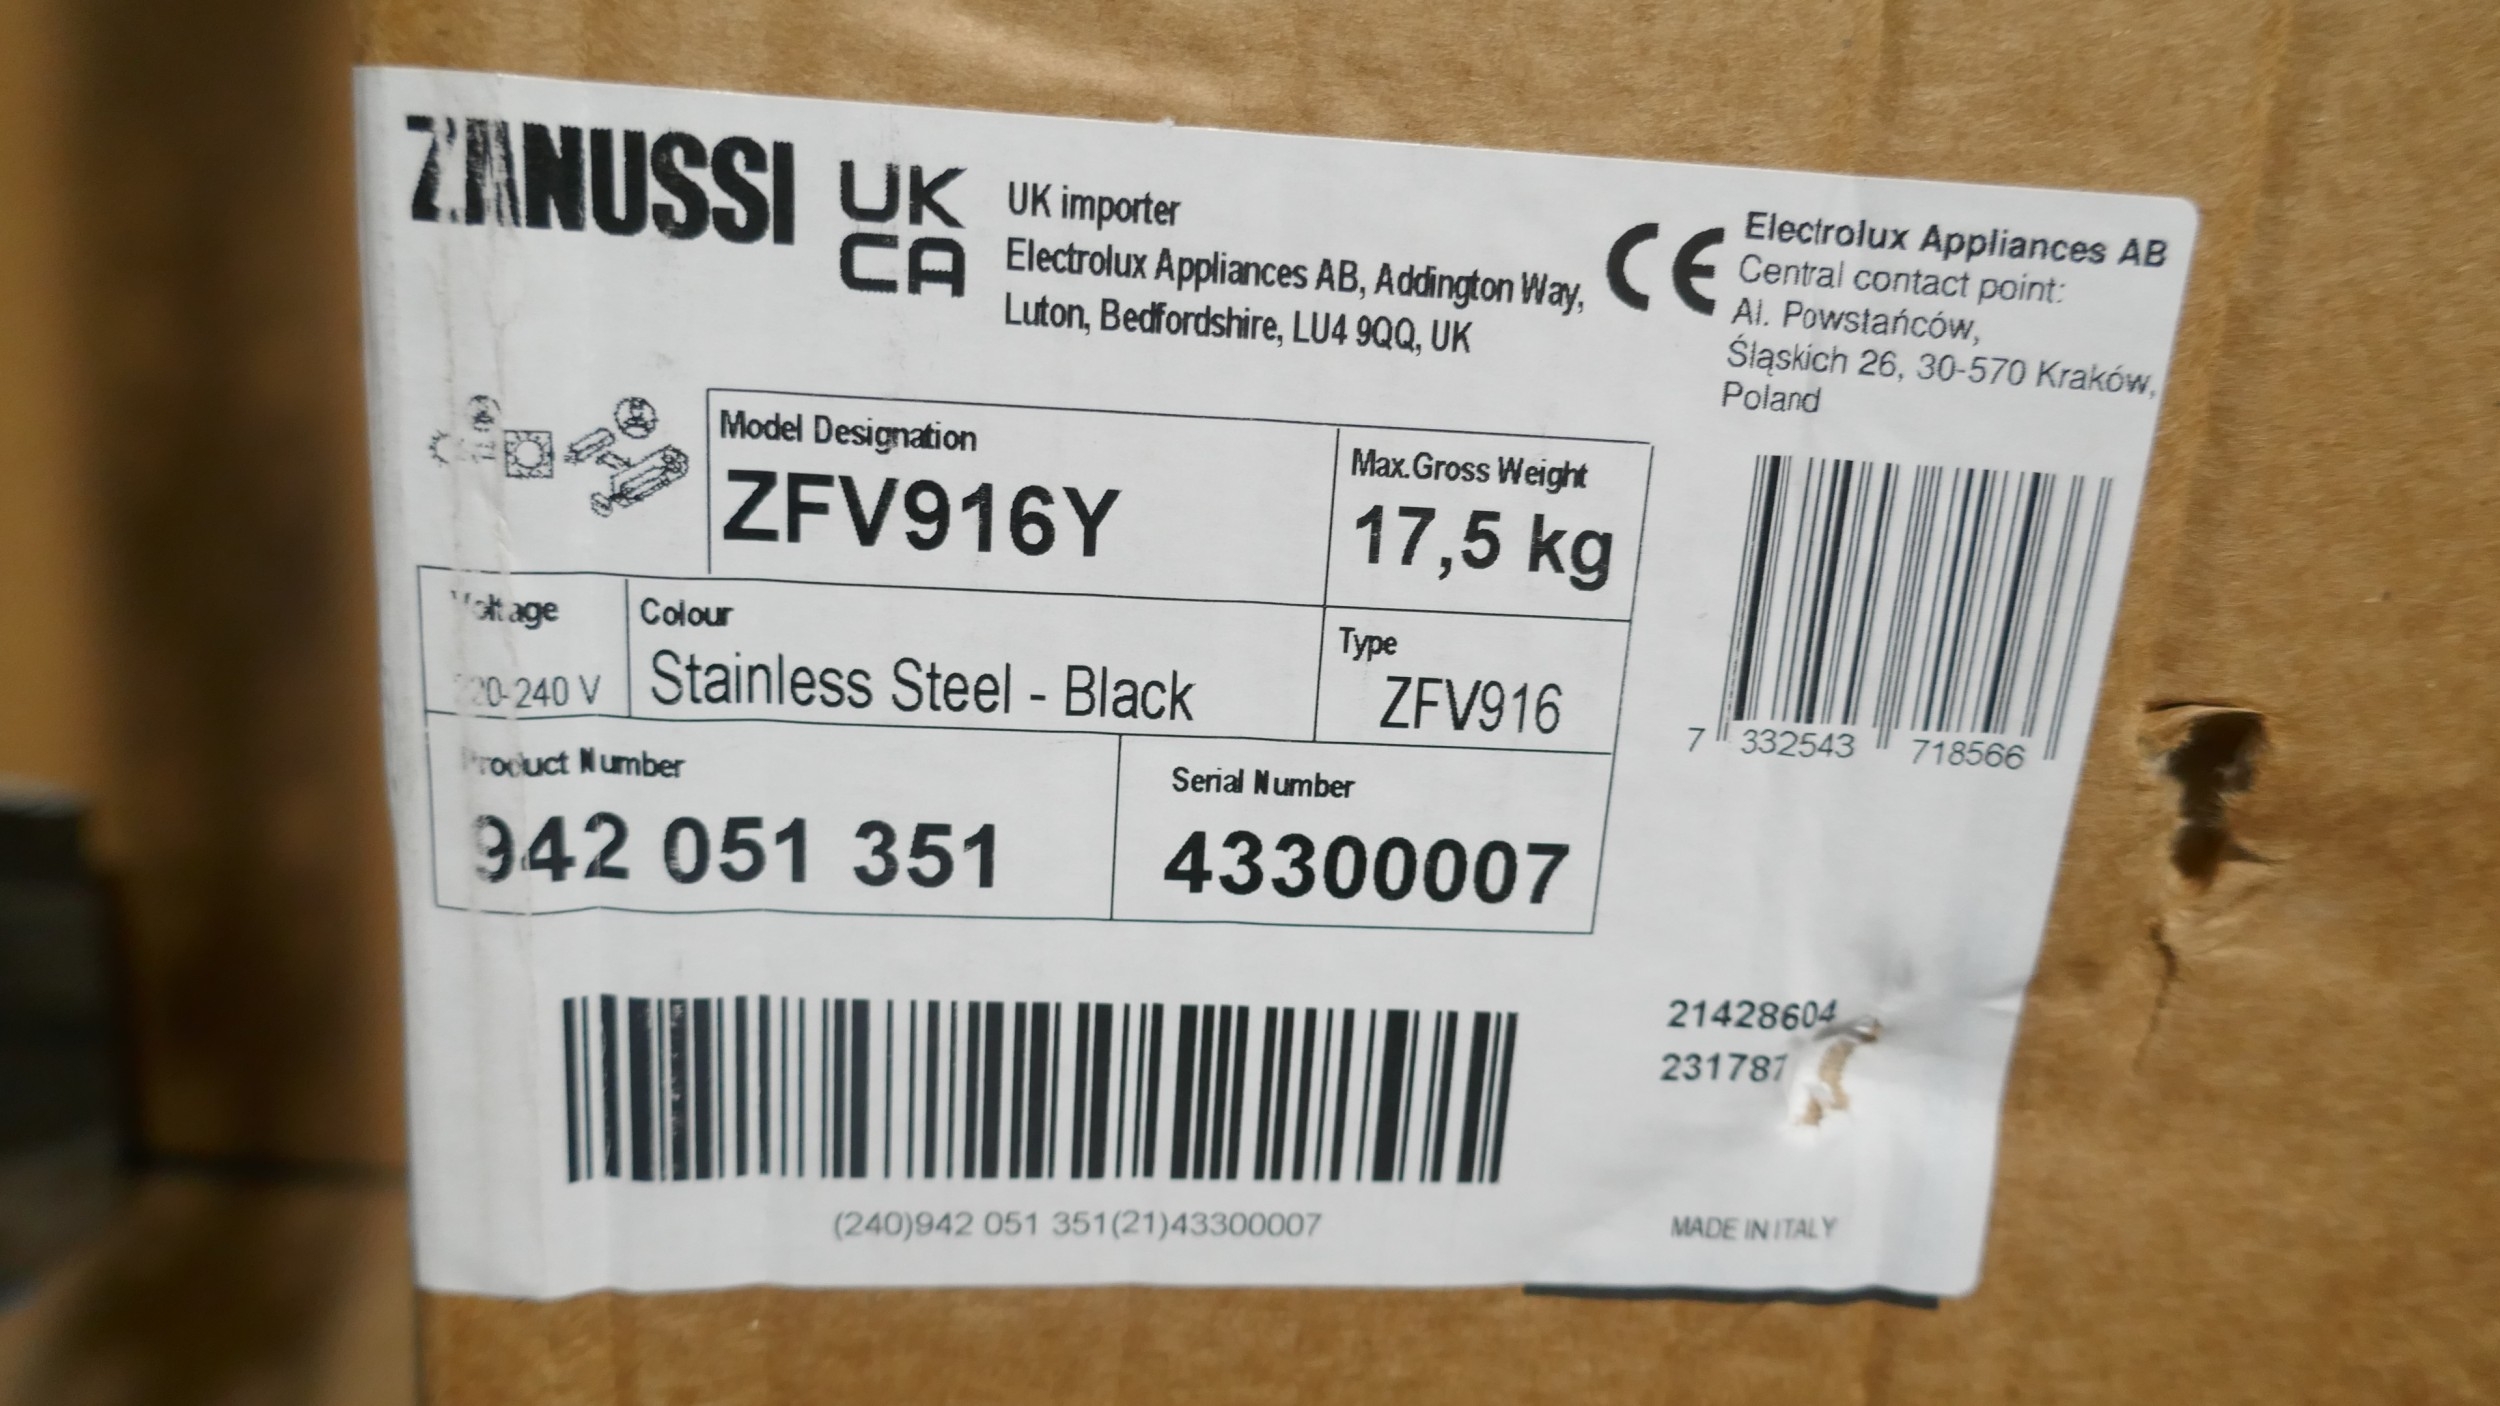 ZANUSSI
UK
CA
UK importer
Electrolux Appliances AB, Addington Way,
Luton, Bedfordshire, LU4 9QQ, UK
CE
Electrolux Appliances AB
Central contact point:
Al. Powstańców,
Śląskich 26, 30-570 Kraków,
Poland
Model Designation
ZFV916Y
Max.Gross Weight
17,5 kg
Voltage
220-240 V
Colour
Stainless Steel - Black
Type
ZFV916
Product Number
942 051 351
Serial Number
43300007
7 332543 718566
21428604
(240)942 051 351(21)43300007
MADE IN ITALY